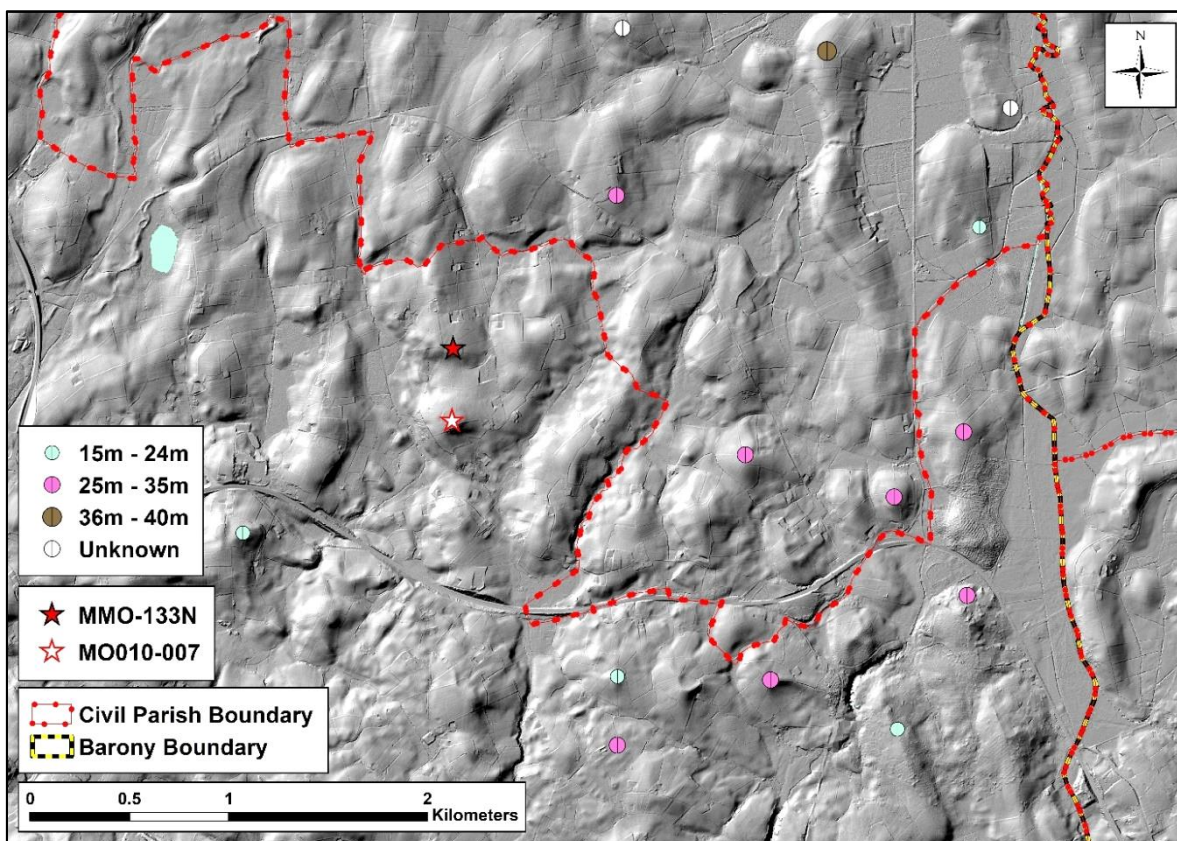 N
15m - 24m
25m - 35m
36m - 40m
Unknown
MMO-133N
MO010-007
Civil Parish Boundary
Barony Boundary
0 0.5 1 2
Kilometers